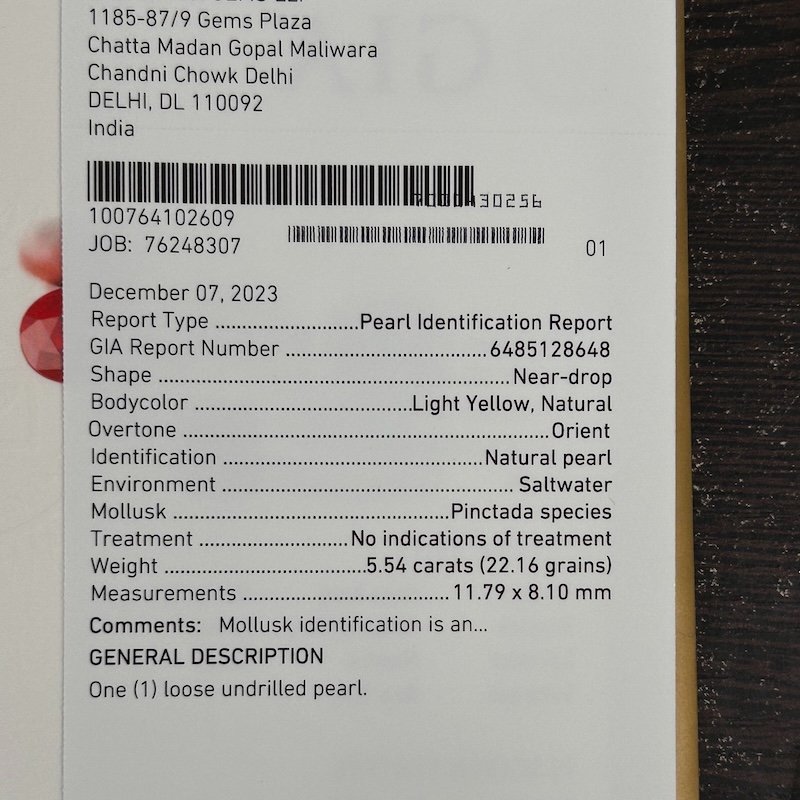 1185-87/9 Gems Plaza
Chatta Madan Gopal Maliwara
Chandni Chowk Delhi
DELHI, DL 110092
India
30256
100764102609
JOB: 76248307
01
December 07, 2023
Report Type ........................Pearl Identification Report
GIA Report Number .................................6485128648
Shape ..........................................................Near-drop
Bodycolor ....................................Light Yellow, Natural
Overtone .............................................................Orient
Identification ...........................................Natural pearl
Environment ................................................. Saltwater
Mollusk ..............................................Pinctada species
Treatment .........................No indications of treatment
Weight .................................5.54 carats (22.16 grains)
Measurements .................................. 11.79 x 8.10 mm
Comments: Mollusk identification is an...
GENERAL DESCRIPTION
One (1) loose undrilled pearl.